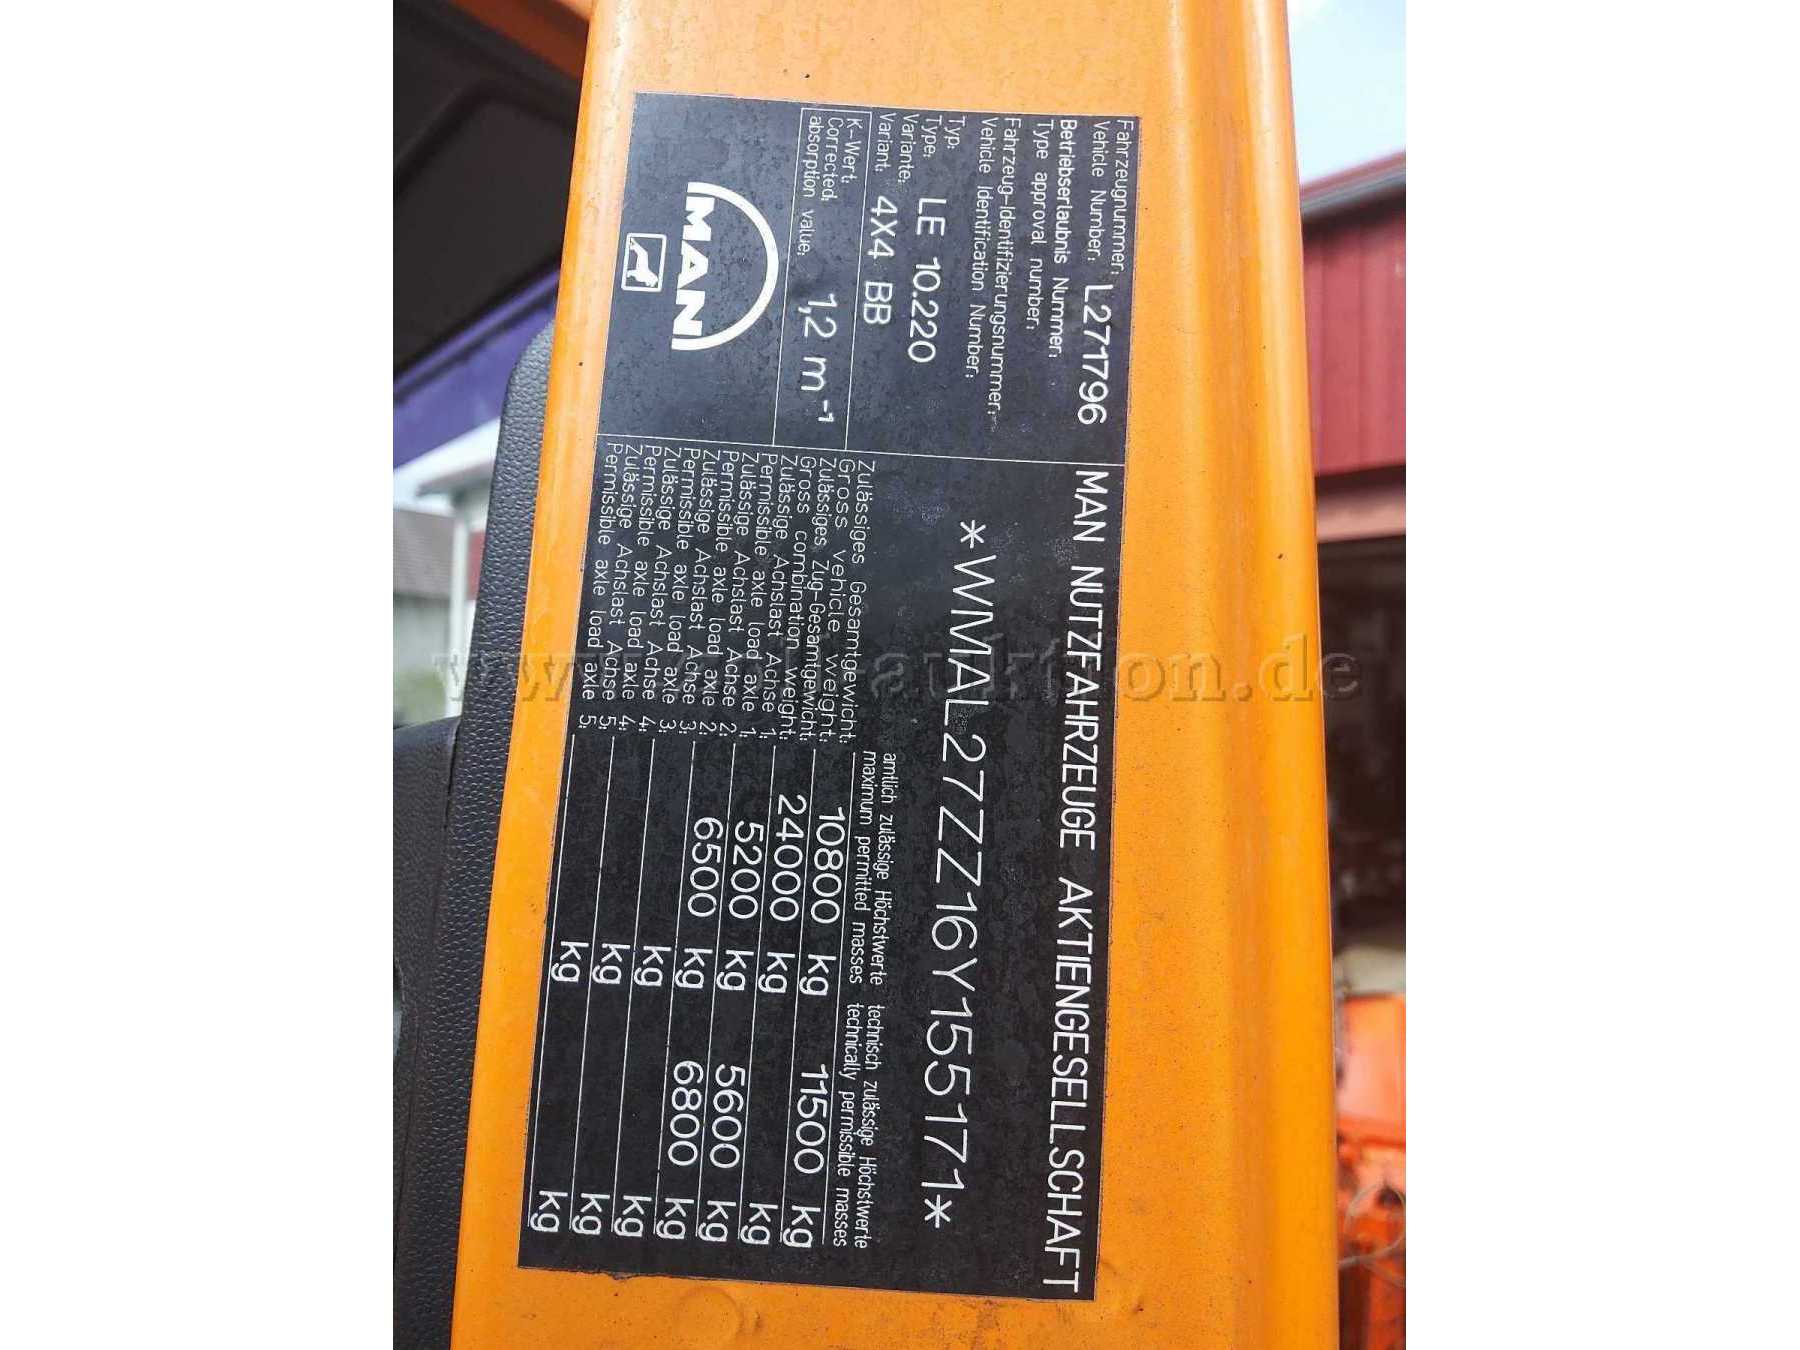 Fahrzeugnummer:
Vehicle Number: L271796
Betriebserlaubnis Nummer:
Type approval number:
Fahrzeug-Identifizierungsnummer:
Vehicle Identification Number:
Typ:
Type: LE 10.220
Variante:
Variant: 4X4 BB
K-Wert:
Corrected
absorption value: 1,2 m⁻¹
MAN
MAN NUTZFAHRZEUGE AKTIENGESELLSCHAFT
*WMAL27ZZZ16Y155171*
amtlich zulässige Höchstwerte technisch zulässige Höchstwerte
maximum permitted masses technically permissible masses
Zulässiges Gesamtgewicht:
Gross vehicle weight: 10800 kg 11500 kg
Zulässiges Zug-Gesamtgewicht:
Gross combination weight: 24000 kg kg
Zulässige Achslast Achse 1:
Permissible axle load axle 1: 5200 kg 5600 kg
Zulässige Achslast Achse 2:
Permissible axle load axle 2: 6500 kg 6800 kg
Zulässige Achslast Achse 3:
Permissible axle load axle 3: kg kg
Zulässige Achslast Achse 4:
Permissible axle load axle 4: kg kg
Zulässige Achslast Achse 5:
Permissible axle load axle 5: kg kg